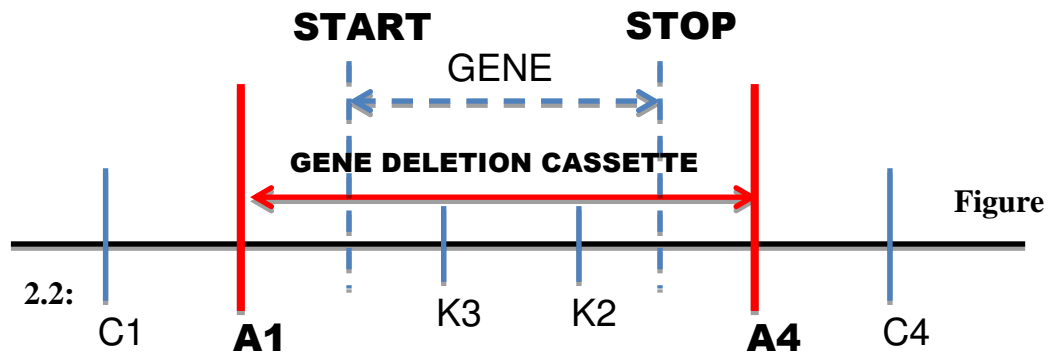 START STOP
GENE
GENE DELETION CASSETTE
Figure
2.2:
C1 A1 K3 K2 A4 C4